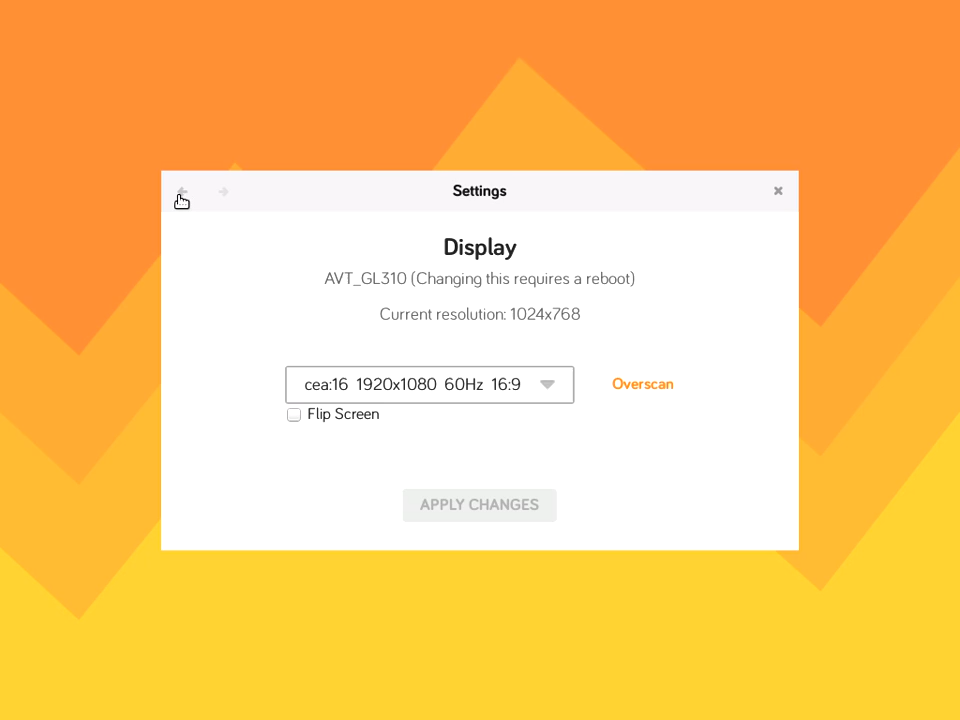 Settings
Display
AVT_GL310 (Changing this requires a reboot)
Current resolution: 1024x768
cea:16 1920x1080 60Hz 16:9
Overscan
Flip Screen
APPLY CHANGES